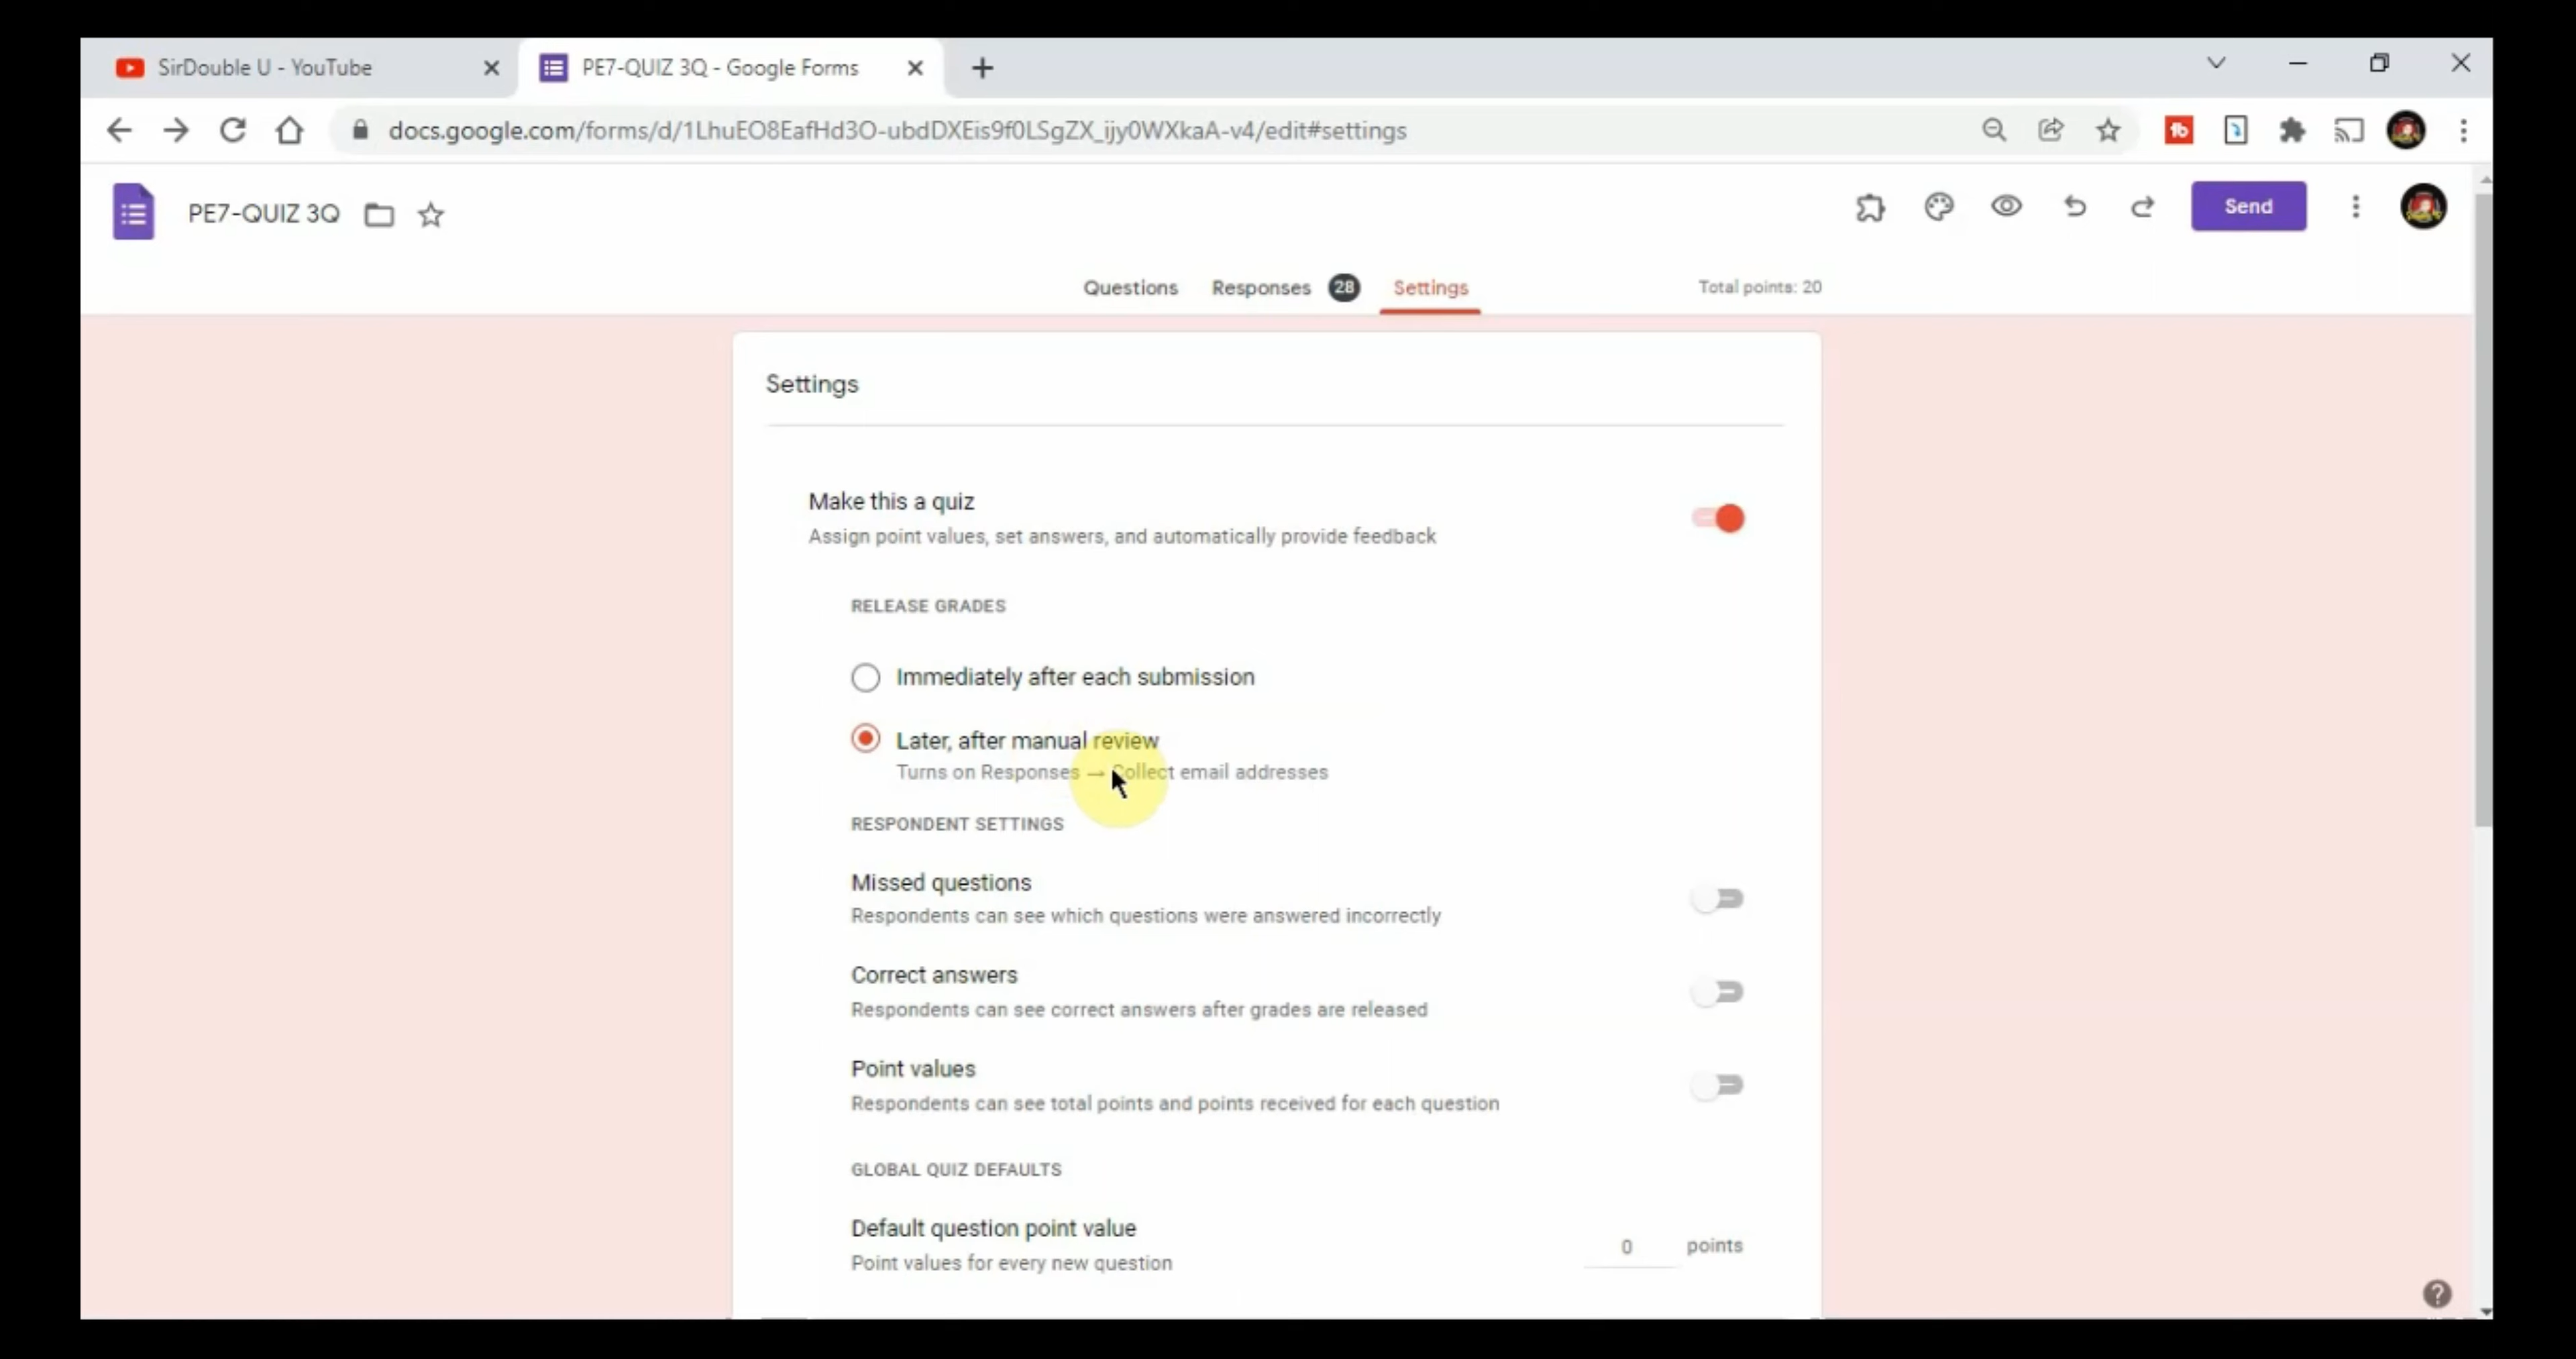 SirDouble U - YouTube
PE7-QUIZ 3Q - Google Forms
docs.google.com/forms/d/1LhuEO8EafHd3O-ubdDXEis9f0LSgZX_ijy0WXkaA-v4/edit#settings
PE7-QUIZ 3Q
Send
Questions Responses 28 Settings Total points: 20
Settings
Make this a quiz
Assign point values, set answers, and automatically provide feedback
RELEASE GRADES
Immediately after each submission
Later, after manual review
Turns on Responses → Collect email addresses
RESPONDENT SETTINGS
Missed questions
Respondents can see which questions were answered incorrectly
Correct answers
Respondents can see correct answers after grades are released
Point values
Respondents can see total points and points received for each question
GLOBAL QUIZ DEFAULTS
Default question point value
0 points
Point values for every new question